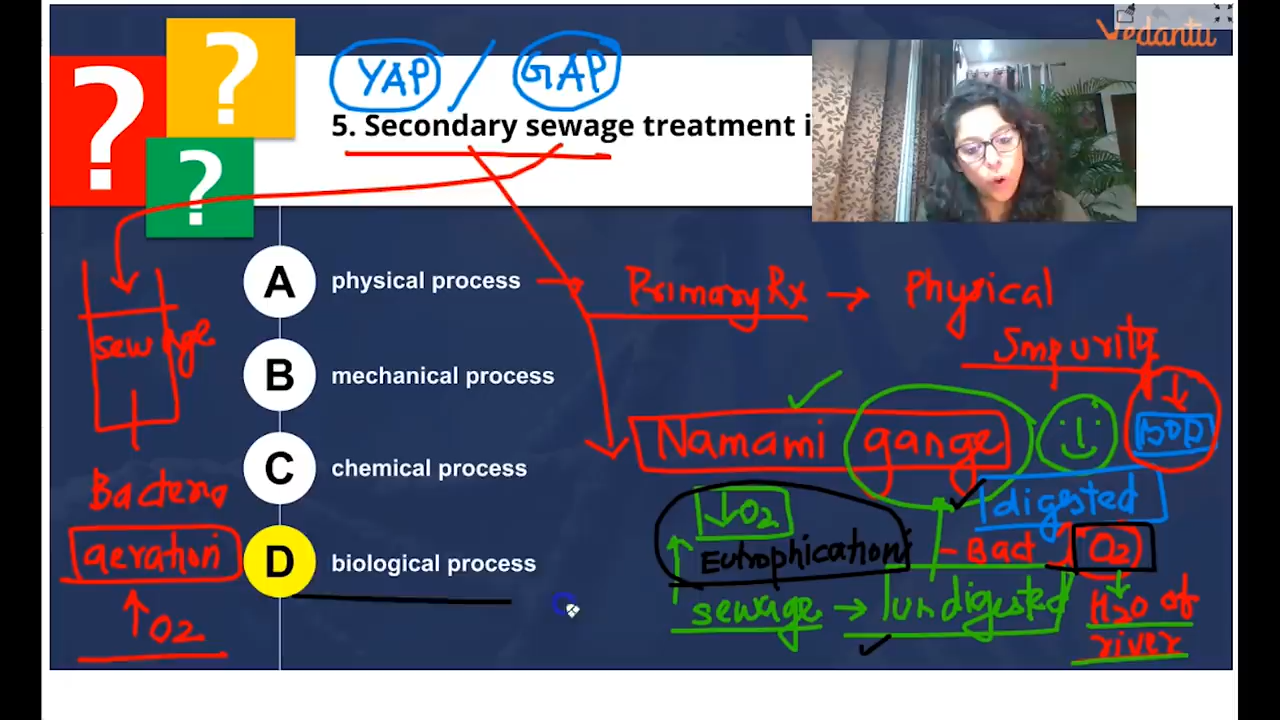 Vedantu
YAP / GAP
5. Secondary sewage treatment i
A physical process
Primary Rx → Physical
Impurity
B mechanical process
BOD
C chemical process
Namami gange
D biological process
sewage
Bacteria
aeration
↑ O2
↓O2
Eutrophication
digested
- Bad O2
sewage → undigested
H2O of
river
?
?
?